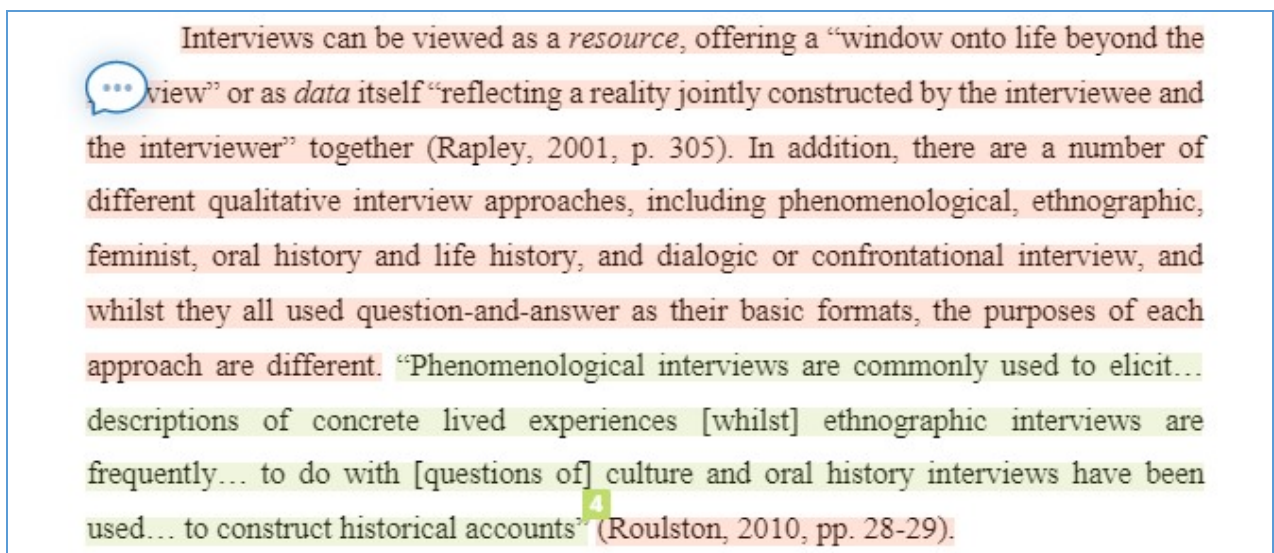 Interviews can be viewed as a resource, offering a “window onto life beyond the
view” or as data itself “reflecting a reality jointly constructed by the interviewee and
the interviewer” together (Rapley, 2001, p. 305). In addition, there are a number of
different qualitative interview approaches, including phenomenological, ethnographic,
feminist, oral history and life history, and dialogic or confrontational interview, and
whilst they all used question-and-answer as their basic formats, the purposes of each
approach are different. “Phenomenological interviews are commonly used to elicit…
descriptions of concrete lived experiences [whilst] ethnographic interviews are
frequently… to do with [questions of] culture and oral history interviews have been
4
used… to construct historical accounts” (Roulston, 2010, pp. 28-29).